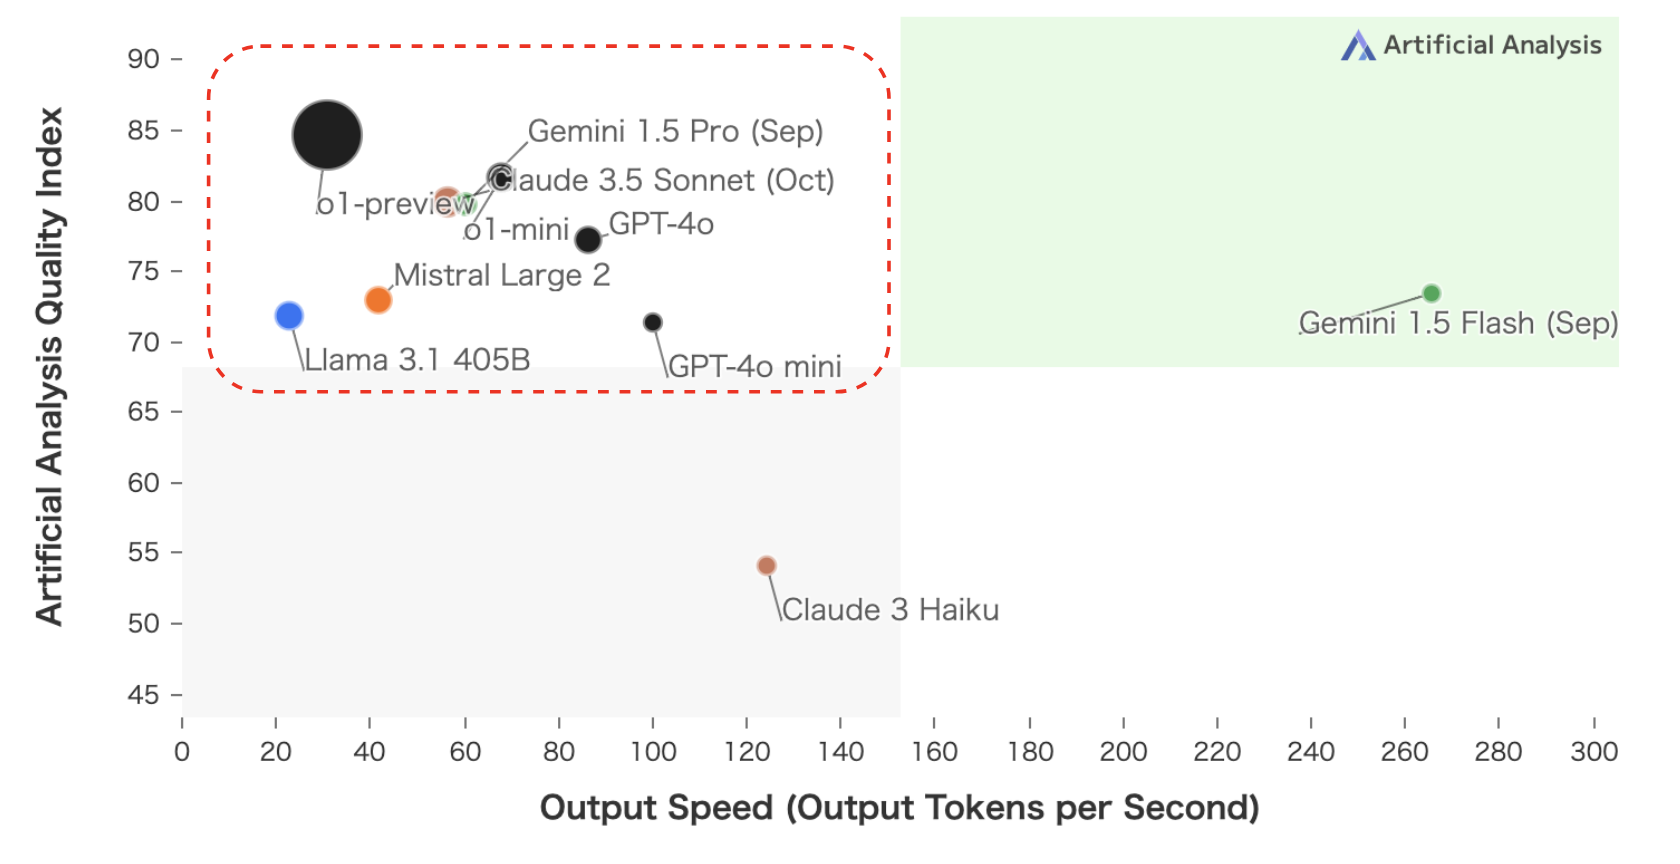 Artificial Analysis
Artificial Analysis Quality Index
90
85
80
75
70
65
60
55
50
45
Gemini 1.5 Pro (Sep)
Claude 3.5 Sonnet (Oct)
o1-preview
o1-mini
GPT-4o
Mistral Large 2
Gemini 1.5 Flash (Sep)
Llama 3.1 405B
GPT-4o mini
Claude 3 Haiku
0 20 40 60 80 100 120 140 160 180 200 220 240 260 280 300
Output Speed (Output Tokens per Second)